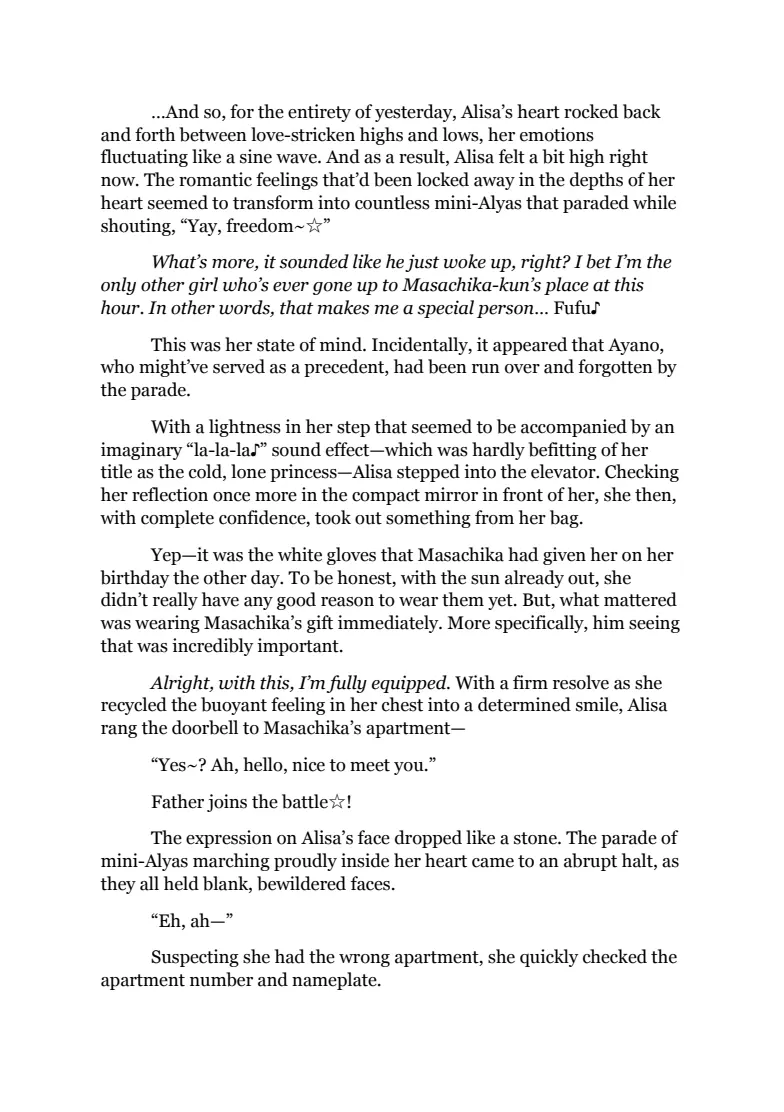 …And so, for the entirety of yesterday, Alisa’s heart rocked back
and forth between love-stricken highs and lows, her emotions
fluctuating like a sine wave. And as a result, Alisa felt a bit high right
now. The romantic feelings that’d been locked away in the depths of her
heart seemed to transform into countless mini-Alyas that paraded while
shouting, “Yay, freedom~☆”
What’s more, it sounded like he just woke up, right? I bet I’m the
only other girl who’s ever gone up to Masachika-kun’s place at this
hour. In other words, that makes me a special person… Fufu♪
This was her state of mind. Incidentally, it appeared that Ayano,
who might’ve served as a precedent, had been run over and forgotten by
the parade.
With a lightness in her step that seemed to be accompanied by an
imaginary “la-la-la♪” sound effect—which was hardly befitting of her
title as the cold, lone princess—Alisa stepped into the elevator. Checking
her reflection once more in the compact mirror in front of her, she then,
with complete confidence, took out something from her bag.
Yep—it was the white gloves that Masachika had given her on her
birthday the other day. To be honest, with the sun already out, she
didn’t really have any good reason to wear them yet. But, what mattered
was wearing Masachika’s gift immediately. More specifically, him seeing
that was incredibly important.
Alright, with this, I’m fully equipped. With a firm resolve as she
recycled the buoyant feeling in her chest into a determined smile, Alisa
rang the doorbell to Masachika’s apartment—
“Yes~? Ah, hello, nice to meet you.”
Father joins the battle☆!
The expression on Alisa’s face dropped like a stone. The parade of
mini-Alyas marching proudly inside her heart came to an abrupt halt, as
they all held blank, bewildered faces.
“Eh, ah—”
Suspecting she had the wrong apartment, she quickly checked the
apartment number and nameplate.